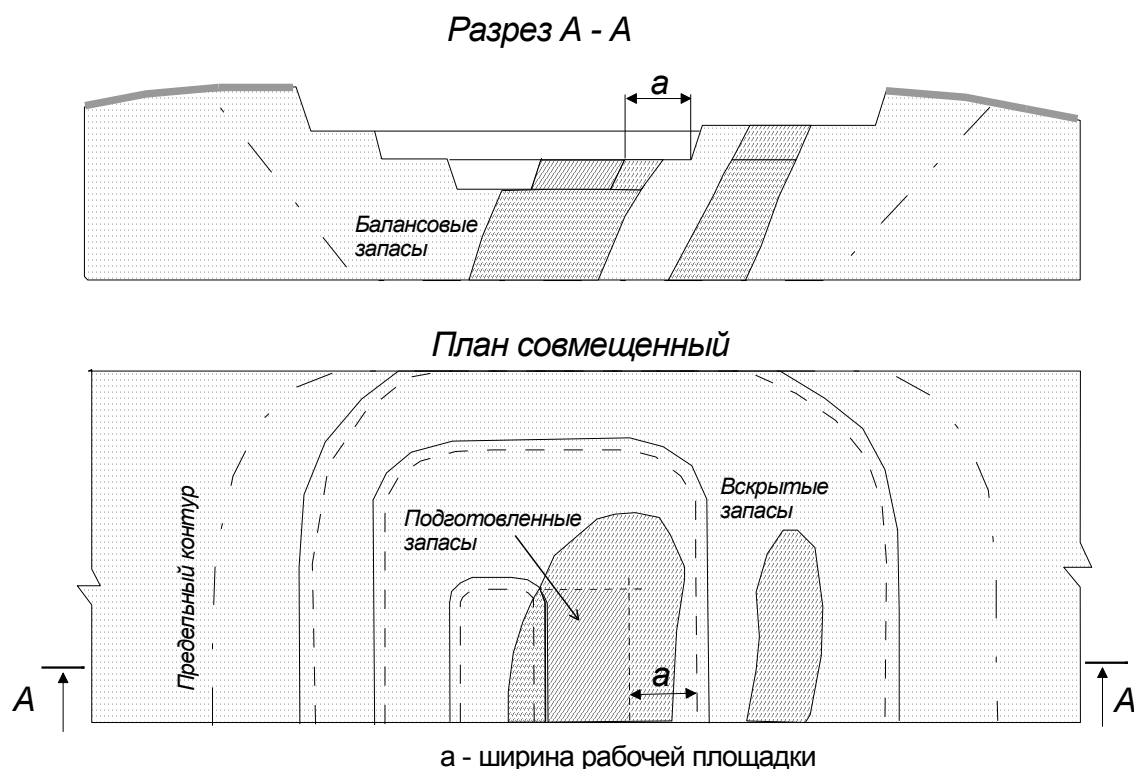 Разрез А - А
а
Балансовые
запасы
План совмещенный
Предельный контур
Подготовленные
запасы
Вскрытые
запасы
а
А
А
а - ширина рабочей площадки